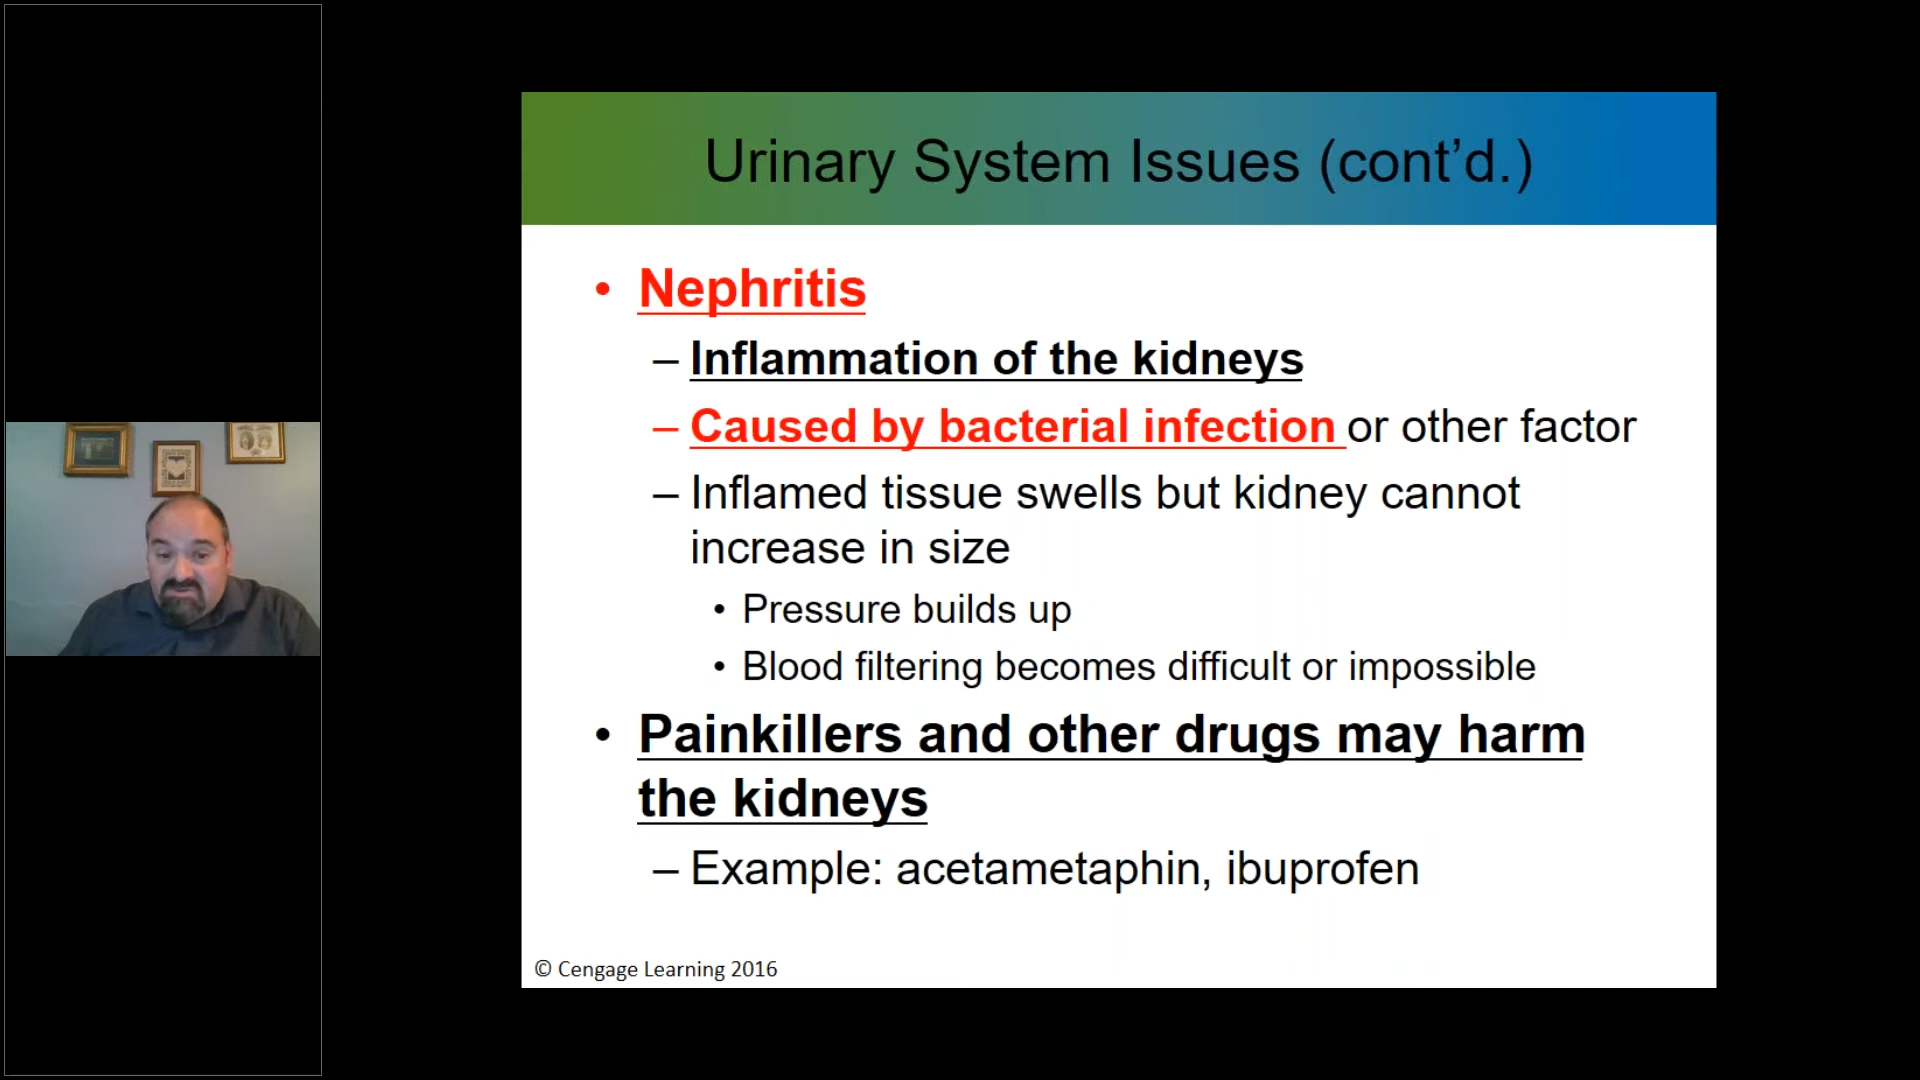 Urinary System Issues (cont’d.)
• Nephritis
– Inflammation of the kidneys
– Caused by bacterial infection or other factor
– Inflamed tissue swells but kidney cannot
increase in size
• Pressure builds up
• Blood filtering becomes difficult or impossible
• Painkillers and other drugs may harm
the kidneys
– Example: acetametaphin, ibuprofen
© Cengage Learning 2016